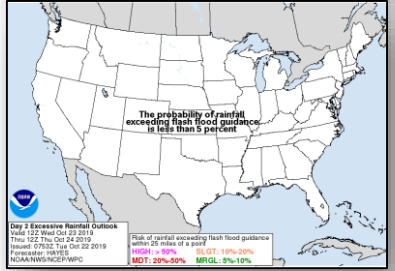 The probability of rainfall
exceeding flash flood guidance
is less than 5 percent
NOAA
Day 2 Excessive Rainfall Outlook
Valid 12Z Wed Oct 23 2019
Thru 12Z Thu Oct 24 2019
Issued: 0753Z Tue Oct 22 2019
Forecaster: HAYES
NOAA/NWS/NCEP/WPC
Risk of rainfall exceeding flash flood guidance
within 25 miles of a point
HIGH: > 50% SLGT: 10%-20%
MDT: 20%-50% MRGL: 5%-10%